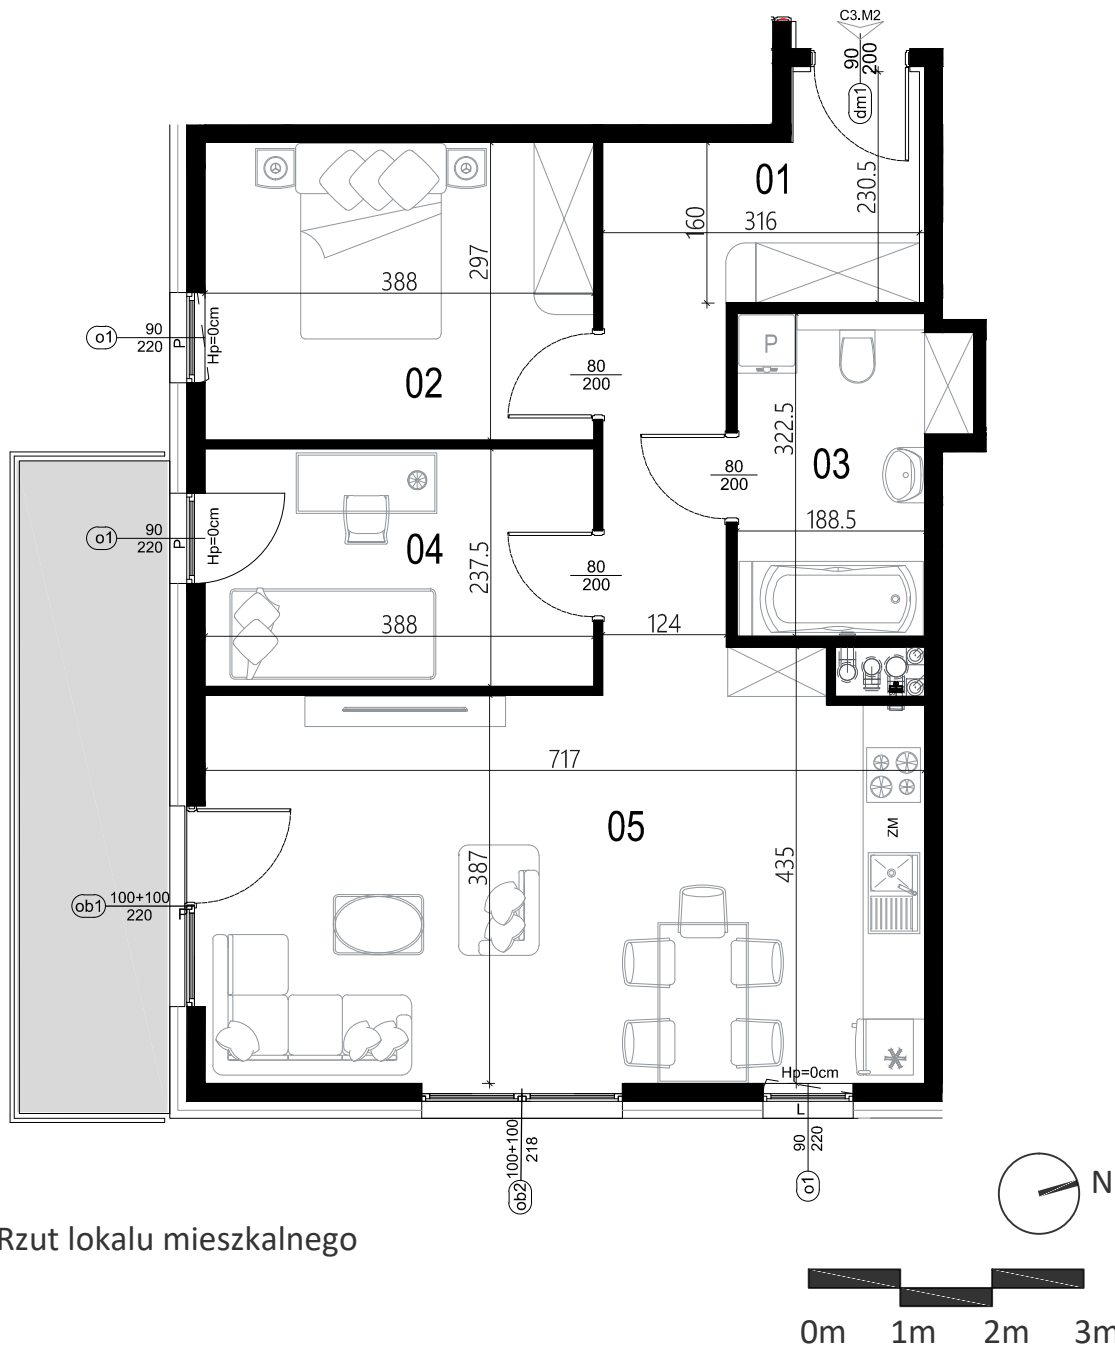 C3.M2
90
200
dm1
01
230.5
160
316
297
388
90
220
o1
P
Hp=0cm
02
80
200
P
322.5
03
80
200
188.5
90
220
o1
P
Hp=0cm
04
237.5
80
200
388
124
717
05
ZM
387
435
100+100
220
ob1
P
Hp=0cm
L
100+100
218
ob2
90
220
o1
N
Rzut lokalu mieszkalnego
0m 1m 2m 3m